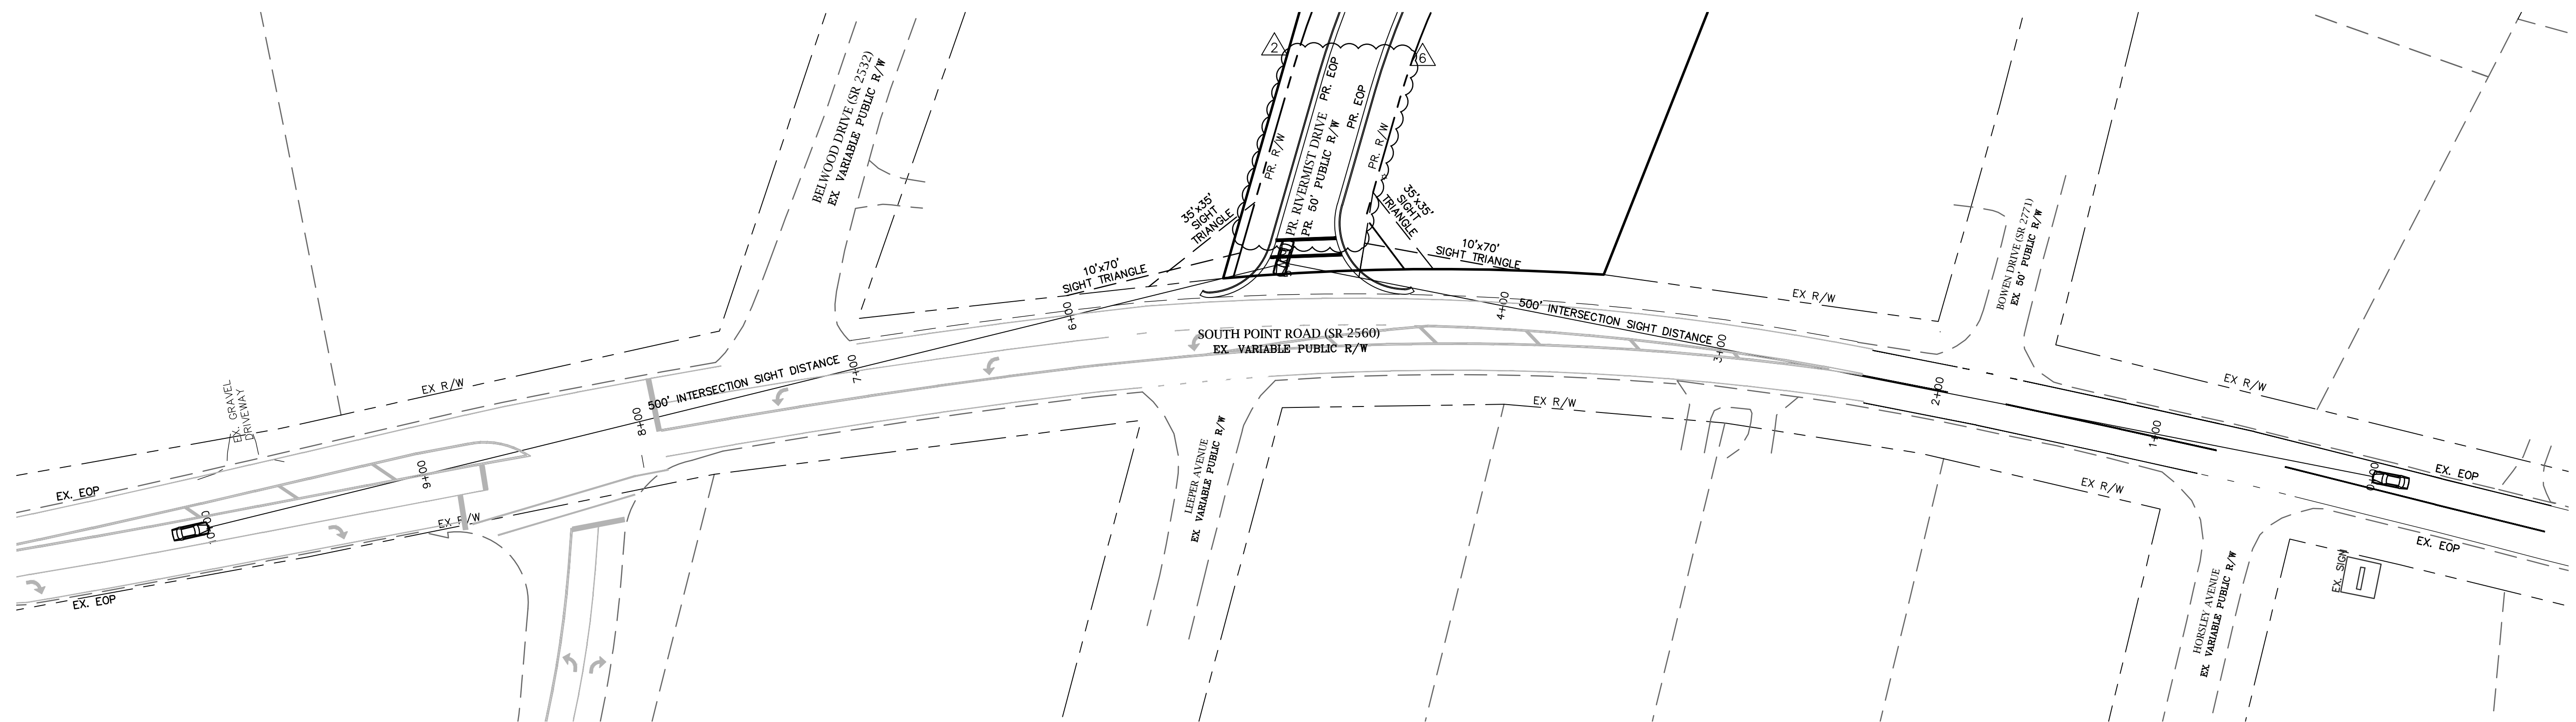 2
6
BELWOOD DRIVE (SR 2532)
EX. VARIABLE PUBLIC R/W
PR. R/W
PR. RIVERMIST DRIVE
PR. 50' PUBLIC R/W
PR. EOP
PR. EOP
PR. R/W
35'x35'
SIGHT
TRIANGLE
35'x35'
SIGHT
TRIANGLE
10'x70'
SIGHT TRIANGLE
10'x70'
SIGHT TRIANGLE
BOWEN DRIVE (SR 2771)
EX. 50' PUBLIC R/W
EX R/W
EX R/W
EX R/W
500' INTERSECTION SIGHT DISTANCE
500' INTERSECTION SIGHT DISTANCE
SOUTH POINT ROAD (SR 2560)
EX. VARIABLE PUBLIC R/W
EX. GRAVEL
DRIVEWAY
9+00
8+00
7+00
6+00
4+00
3+00
2+00
1+00
0+00
EX R/W
EX R/W
EX. EOP
EX. EOP
EX. EOP
EX. EOP
LEEPER AVENUE
EX. VARIABLE PUBLIC R/W
HORSLEY AVENUE
EX. VARIABLE PUBLIC R/W
EX. SIGN